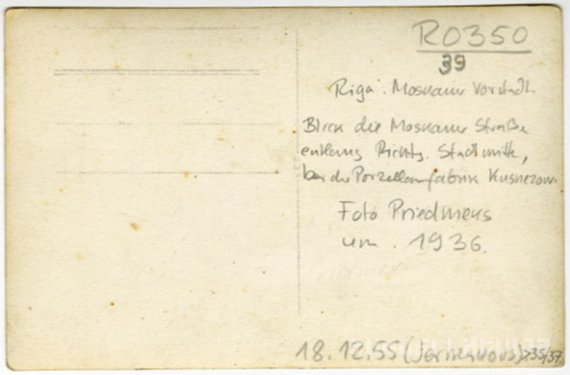 R0350
39
Riga. Moskauer Vorstadt.
Blick die Moskauer Straße
entlang Richtg. Stadtmitte,
bei der Porzellanfabrik Kusnezow.
Foto Priedniens
um. 1936.
18.12.55